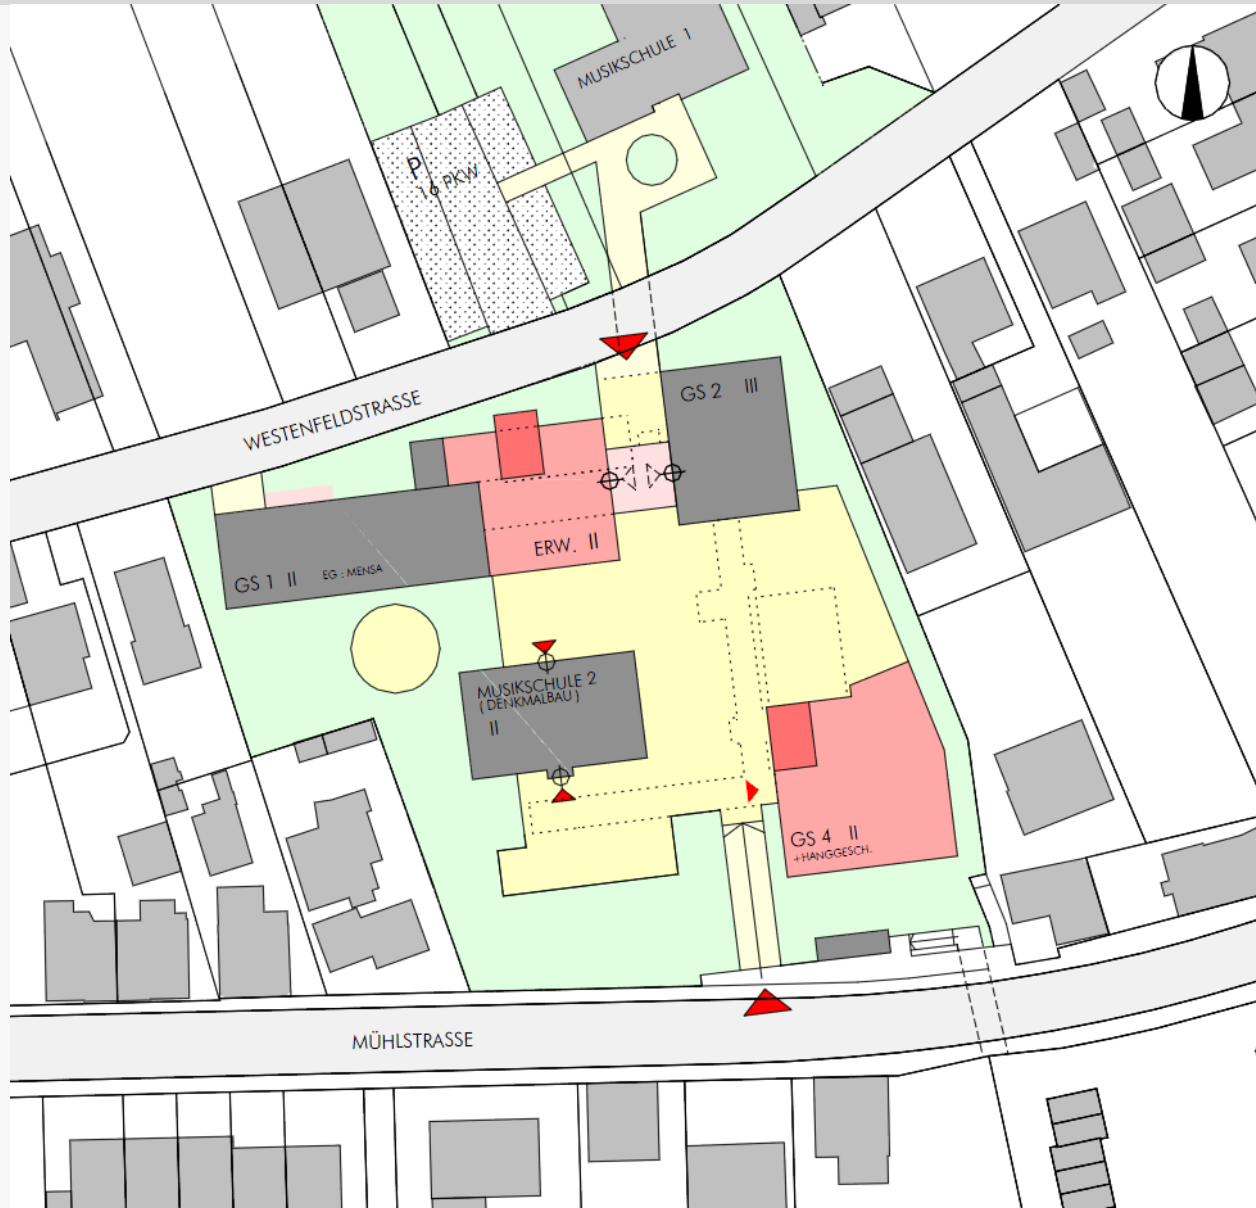 MUSIKSCHULE 1
P
16 PKW
WESTENFELDSTRASSE
GS 2 III
ERW. II
GS 1 II EG : MENSA
MUSIKSCHULE 2
( DENKMALBAU )
II
GS 4 II
+HANGGESCH.
MÜHLSTRASSE